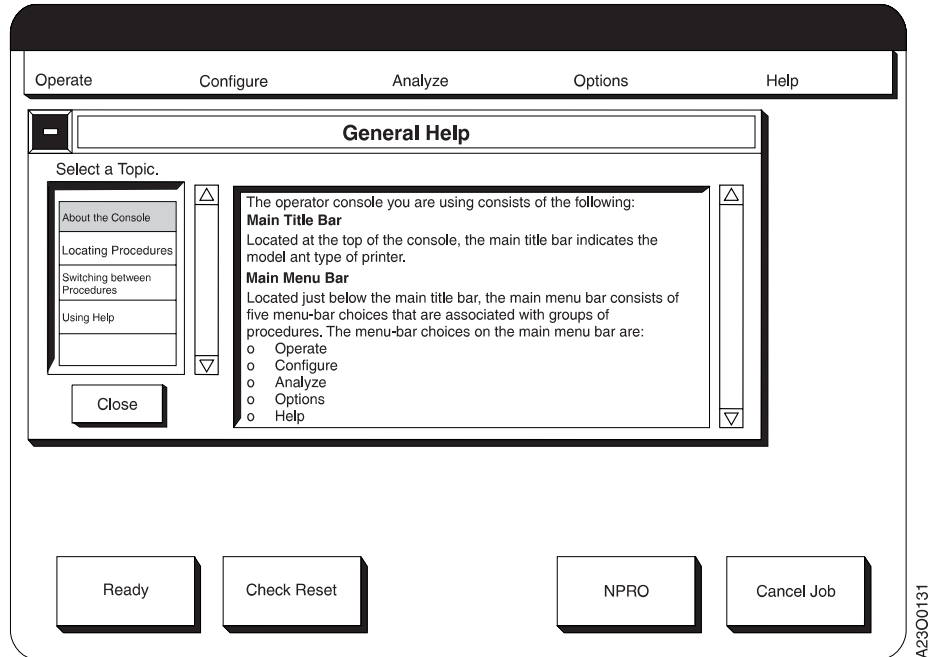 Operate Configure Analyze Options Help
General Help
Select a Topic.
About the Console
Locating Procedures
Switching between
Procedures
Using Help
Close
The operator console you are using consists of the following:
Main Title Bar
Located at the top of the console, the main title bar indicates the
model ant type of printer.
Main Menu Bar
Located just below the main title bar, the main menu bar consists of
five menu-bar choices that are associated with groups of
procedures. The menu-bar choices on the main menu bar are:
o Operate
o Configure
o Analyze
o Options
o Help
Ready Check Reset NPRO Cancel Job
A23O0131